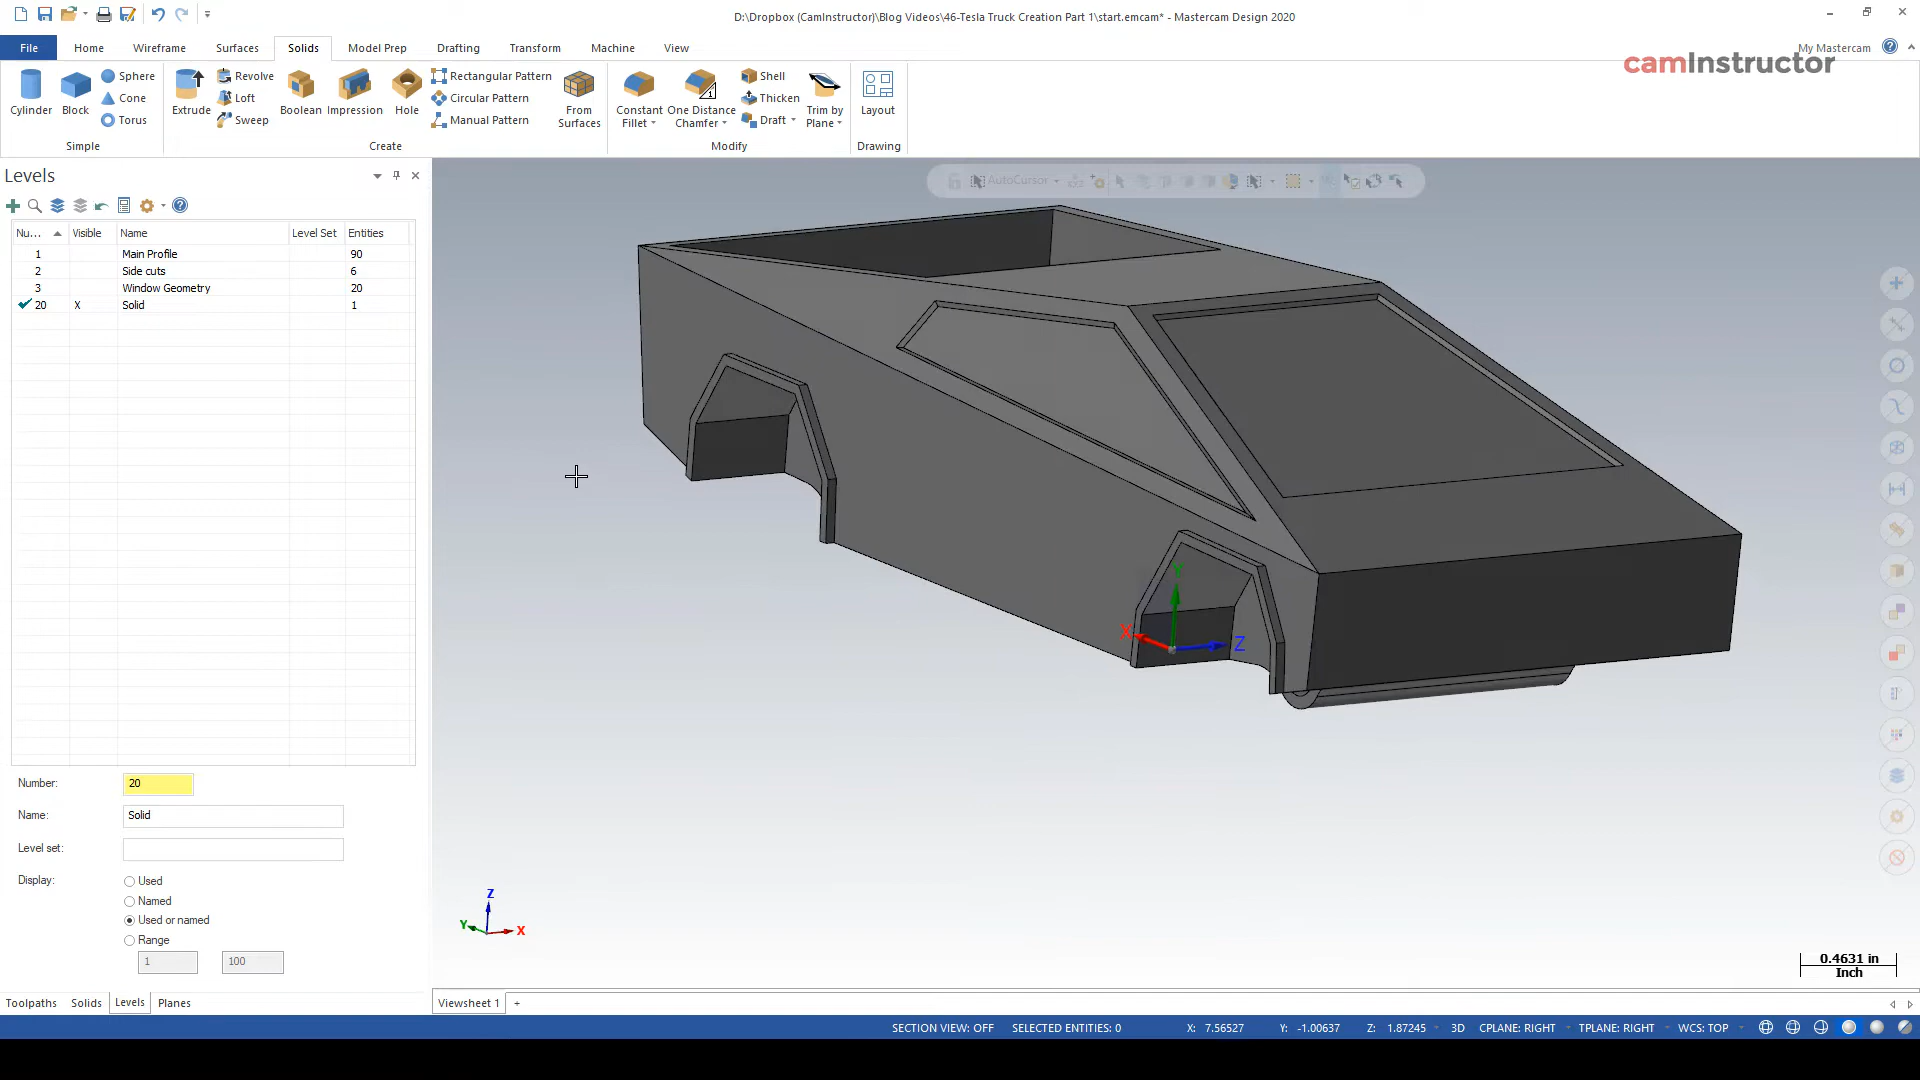 D:\Dropbox (CamInstructor)\Blog Videos\46-Tesla Truck Creation Part 1\start.emcam* - Mastercam Design 2020
File Home Wireframe Surfaces Solids Model Prep Drafting Transform Machine View My Mastercam
camInstructor
Cylinder Block Sphere Cone Torus
Simple
Extrude Revolve Loft Sweep Boolean Impression Hole Rectangular Pattern Circular Pattern Manual Pattern From Surfaces
Create
Constant Fillet One Distance Chamfer Shell Thicken Draft Trim by Plane
Modify
Layout
Drawing
Levels
AutoCursor
Nu... Visible Name Level Set Entities
1 Main Profile 90
2 Side cuts 6
3 Window Geometry 20
20 X Solid 1
Y
X
Z
Number: 20
Name: Solid
Level set:
Display: Used
Named
Used or named
Range
1 100
Z
Y X
0.4631 in
Inch
Toolpaths Solids Levels Planes Viewsheet 1 +
SECTION VIEW: OFF SELECTED ENTITIES: 0 X: 7.56527 Y: -1.00637 Z: 1.87245 3D CPLANE: RIGHT TPLANE: RIGHT WCS: TOP